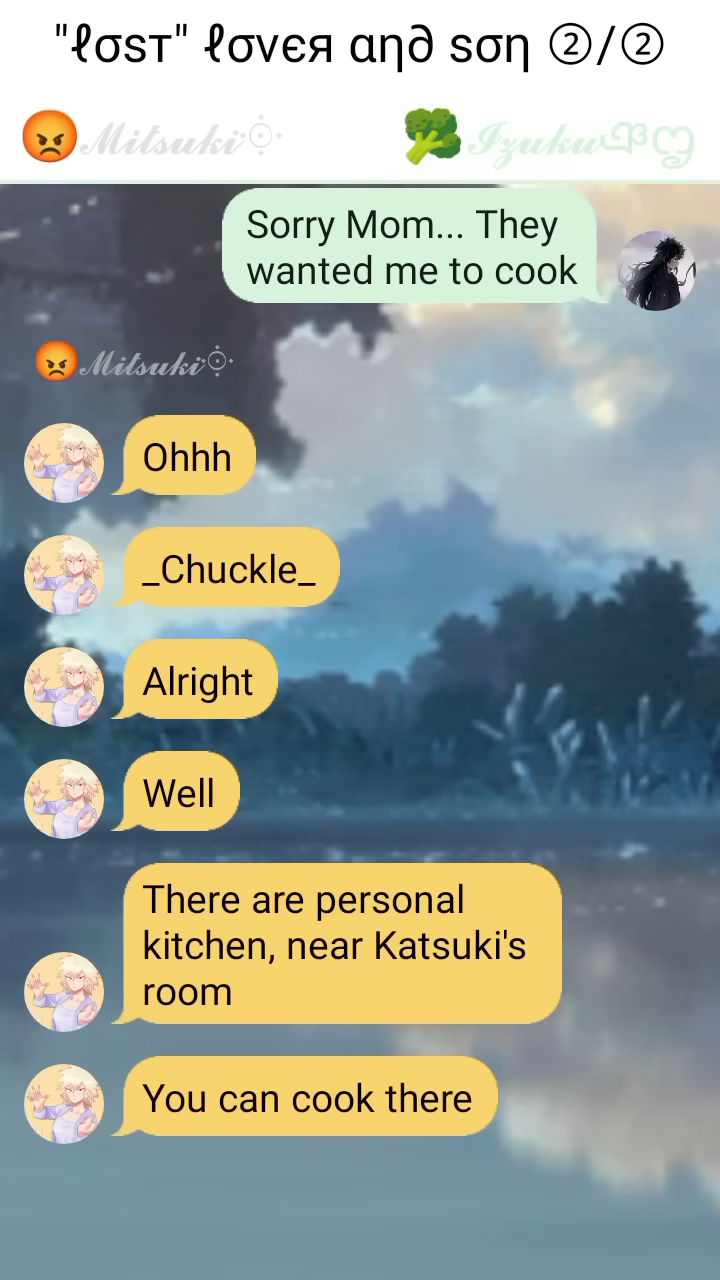 "ℓσѕт" ℓσνєя αη∂ ѕση ②/②
😡𝓜𝓲𝓽𝓼𝓾𝓴𝓲 🥦𝓘𝔃𝓾𝓴𝓾
Sorry Mom... They
wanted me to cook
😡𝓜𝓲𝓽𝓼𝓾𝓴𝓲
Ohhh
_Chuckle_
Alright
Well
There are personal
kitchen, near Katsuki's
room
You can cook there